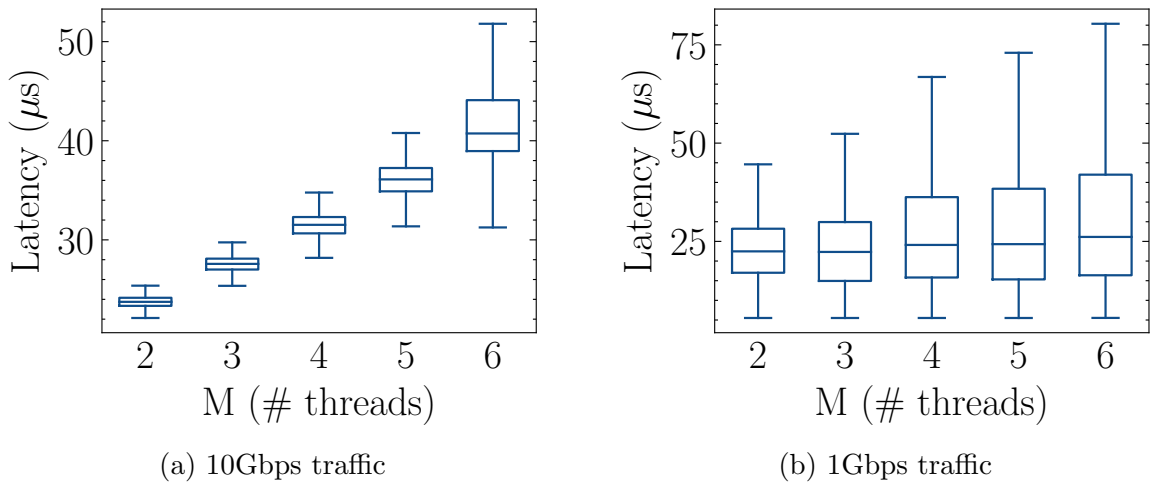 50
40
30
Latency (μs)
2 3 4 5 6
M (# threads)
(a) 10Gbps traffic
75
50
25
Latency (μs)
2 3 4 5 6
M (# threads)
(b) 1Gbps traffic